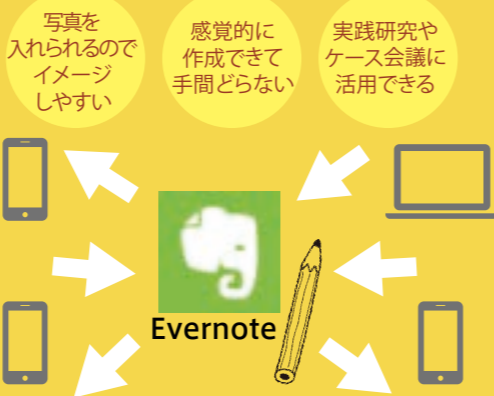 写真を
入れられるので
イメージ
しやすい
感覚的に
作成できて
手間どらない
実践研究や
ケース会議に
活用できる
Evernote